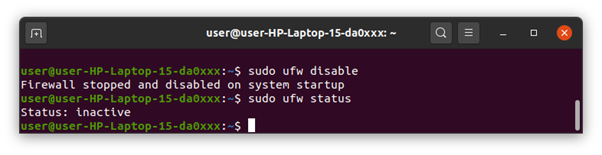 user@user-HP-Laptop-15-da0xxx: ~
user@user-HP-Laptop-15-da0xxx:~$ sudo ufw disable
Firewall stopped and disabled on system startup
user@user-HP-Laptop-15-da0xxx:~$ sudo ufw status
Status: inactive
user@user-HP-Laptop-15-da0xxx:~$